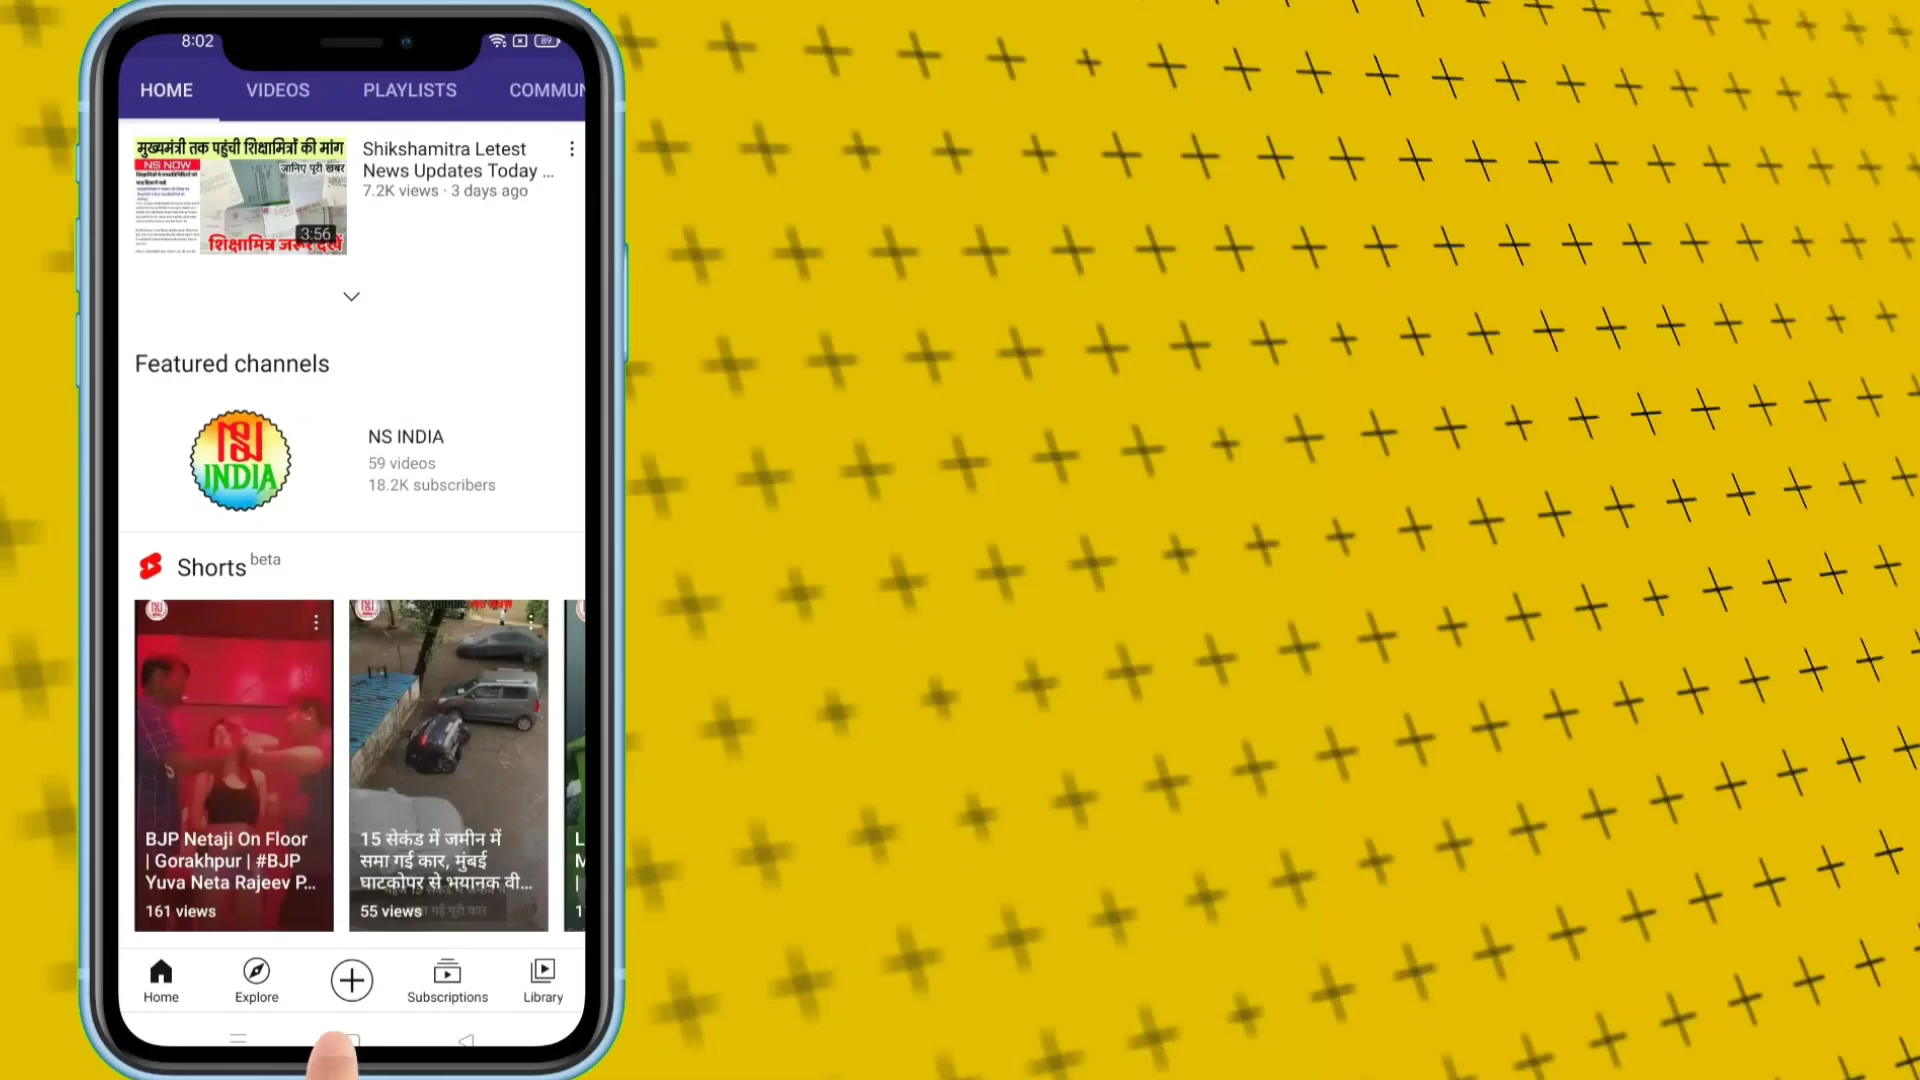 8:02
89
HOME VIDEOS PLAYLISTS COMMUN
मुख्यमंत्री तक पहुंची शिक्षामित्रों की मांग
NS NOW
जानिए पूरी खबर
3:56
शिक्षामित्र जरूर देखें
Shikshamitra Letest
News Updates Today ...
7.2K views · 3 days ago
Featured channels
INDIA
NS INDIA
59 videos
18.2K subscribers
Shorts beta
BJP Netaji On Floor
| Gorakhpur | #BJP
Yuva Neta Rajeev P...
161 views
15 सेकंड में जमीन में
समा गई कार, मुंबई
घाटकोपर से भयानक वी...
55 views
Home Explore Subscriptions Library